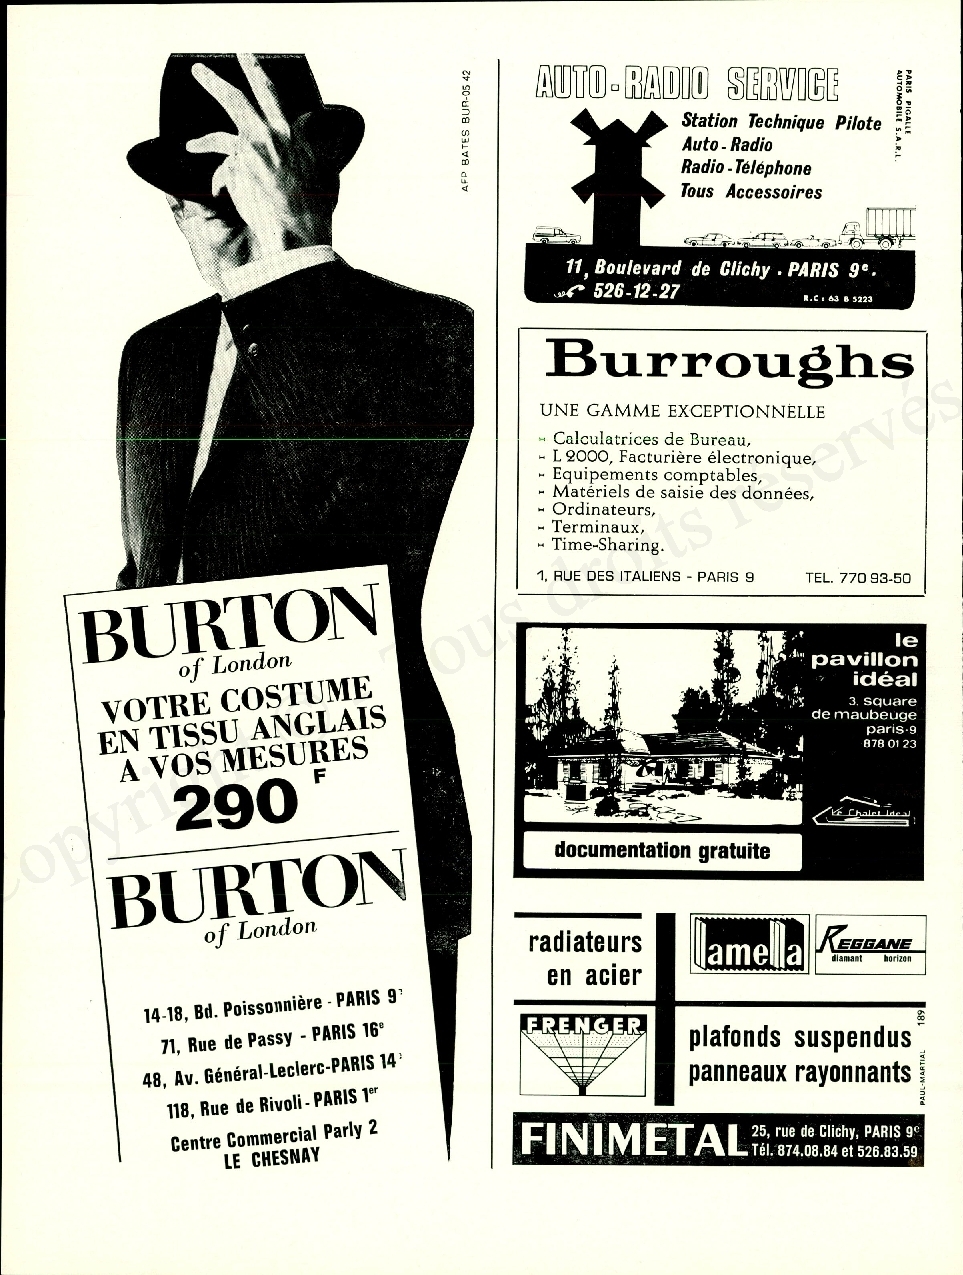 AFP BATES BUR-05 42
BURTON
of London
VOTRE COSTUME
EN TISSU ANGLAIS
A VOS MESURES
290 F
BURTON
of London
14-18, Bd. Poissonnière - PARIS 9e
71, Rue de Passy - PARIS 16e
48, Av. Général-Leclerc-PARIS 14e
118, Rue de Rivoli - PARIS 1er
Centre Commercial Parly 2
LE CHESNAY
AUTO-RADIO SERVICE
PARIS PIGALLE
AUTOMOBILE S.A.R.L.
Station Technique Pilote
Auto-Radio
Radio-Téléphone
Tous Accessoires
11, Boulevard de Clichy . PARIS 9e.
526-12-27
R.C : 63 B 5223
Burroughs
UNE GAMME EXCEPTIONNELLE
- Calculatrices de Bureau,
- L 2000, Facturière électronique,
- Equipements comptables,
- Matériels de saisie des données,
- Ordinateurs,
- Terminaux,
- Time-Sharing.
1, RUE DES ITALIENS - PARIS 9 TEL. 770 93-50
le
pavillon
idéal
3. square
de maubeuge
paris-9
878 01 23
Le Chalet Idéal
documentation gratuite
radiateurs
en acier
lamella
REGGANE
diamant horizon
FRENGER
plafonds suspendus
panneaux rayonnants
PAUL-MARTIAL 189
FINIMETAL
25, rue de Clichy, PARIS 9e
Tél. 874.08.84 et 526.83.59
Copyright Tous droits réservés